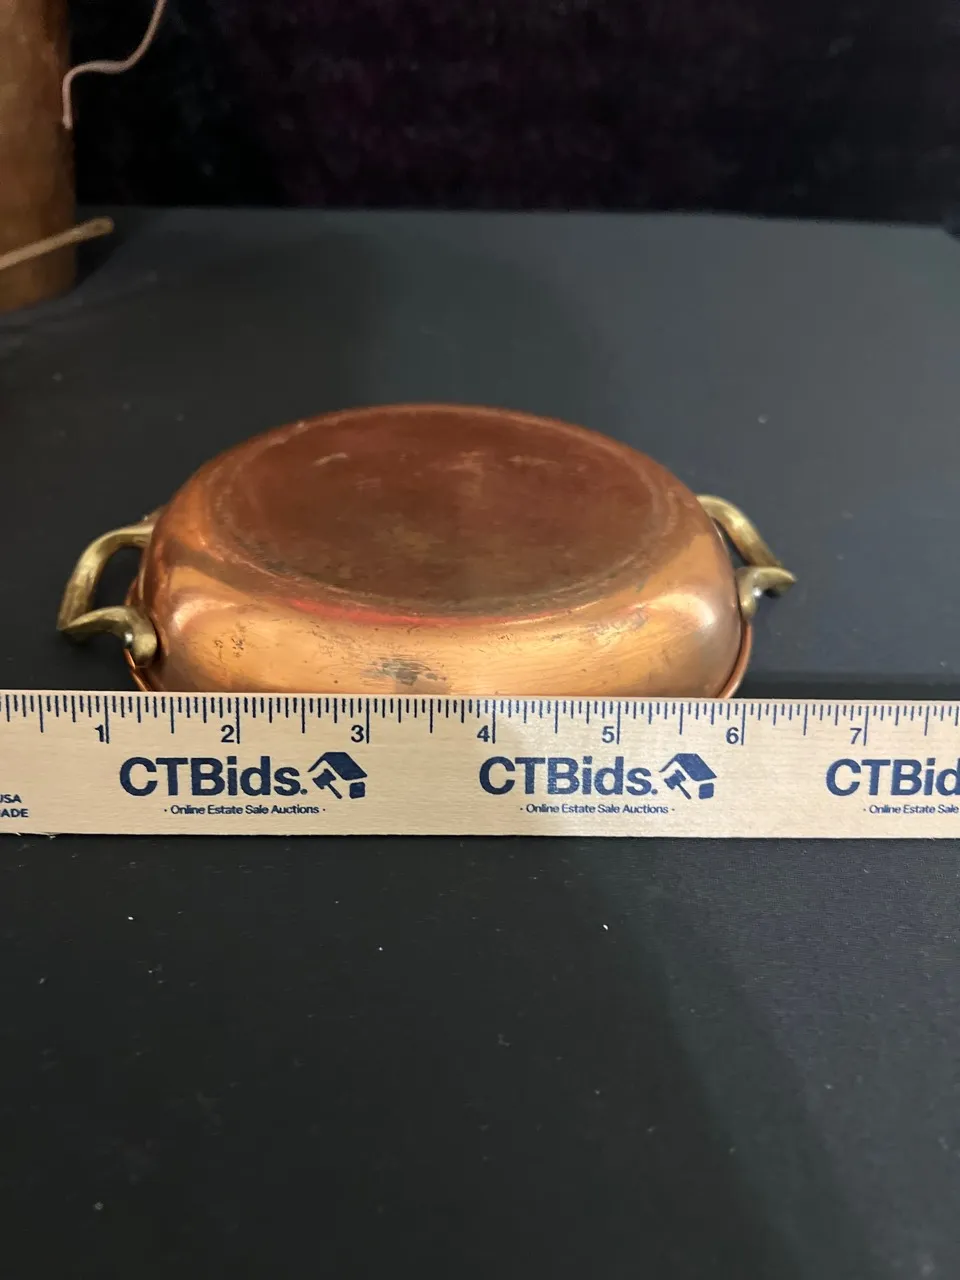 1 2 3 4 5 6 7
CTBids. CTBids. CTBid
· Online Estate Sale Auctions · · Online Estate Sale Auctions · · Online Estate Sale
USA
ADE